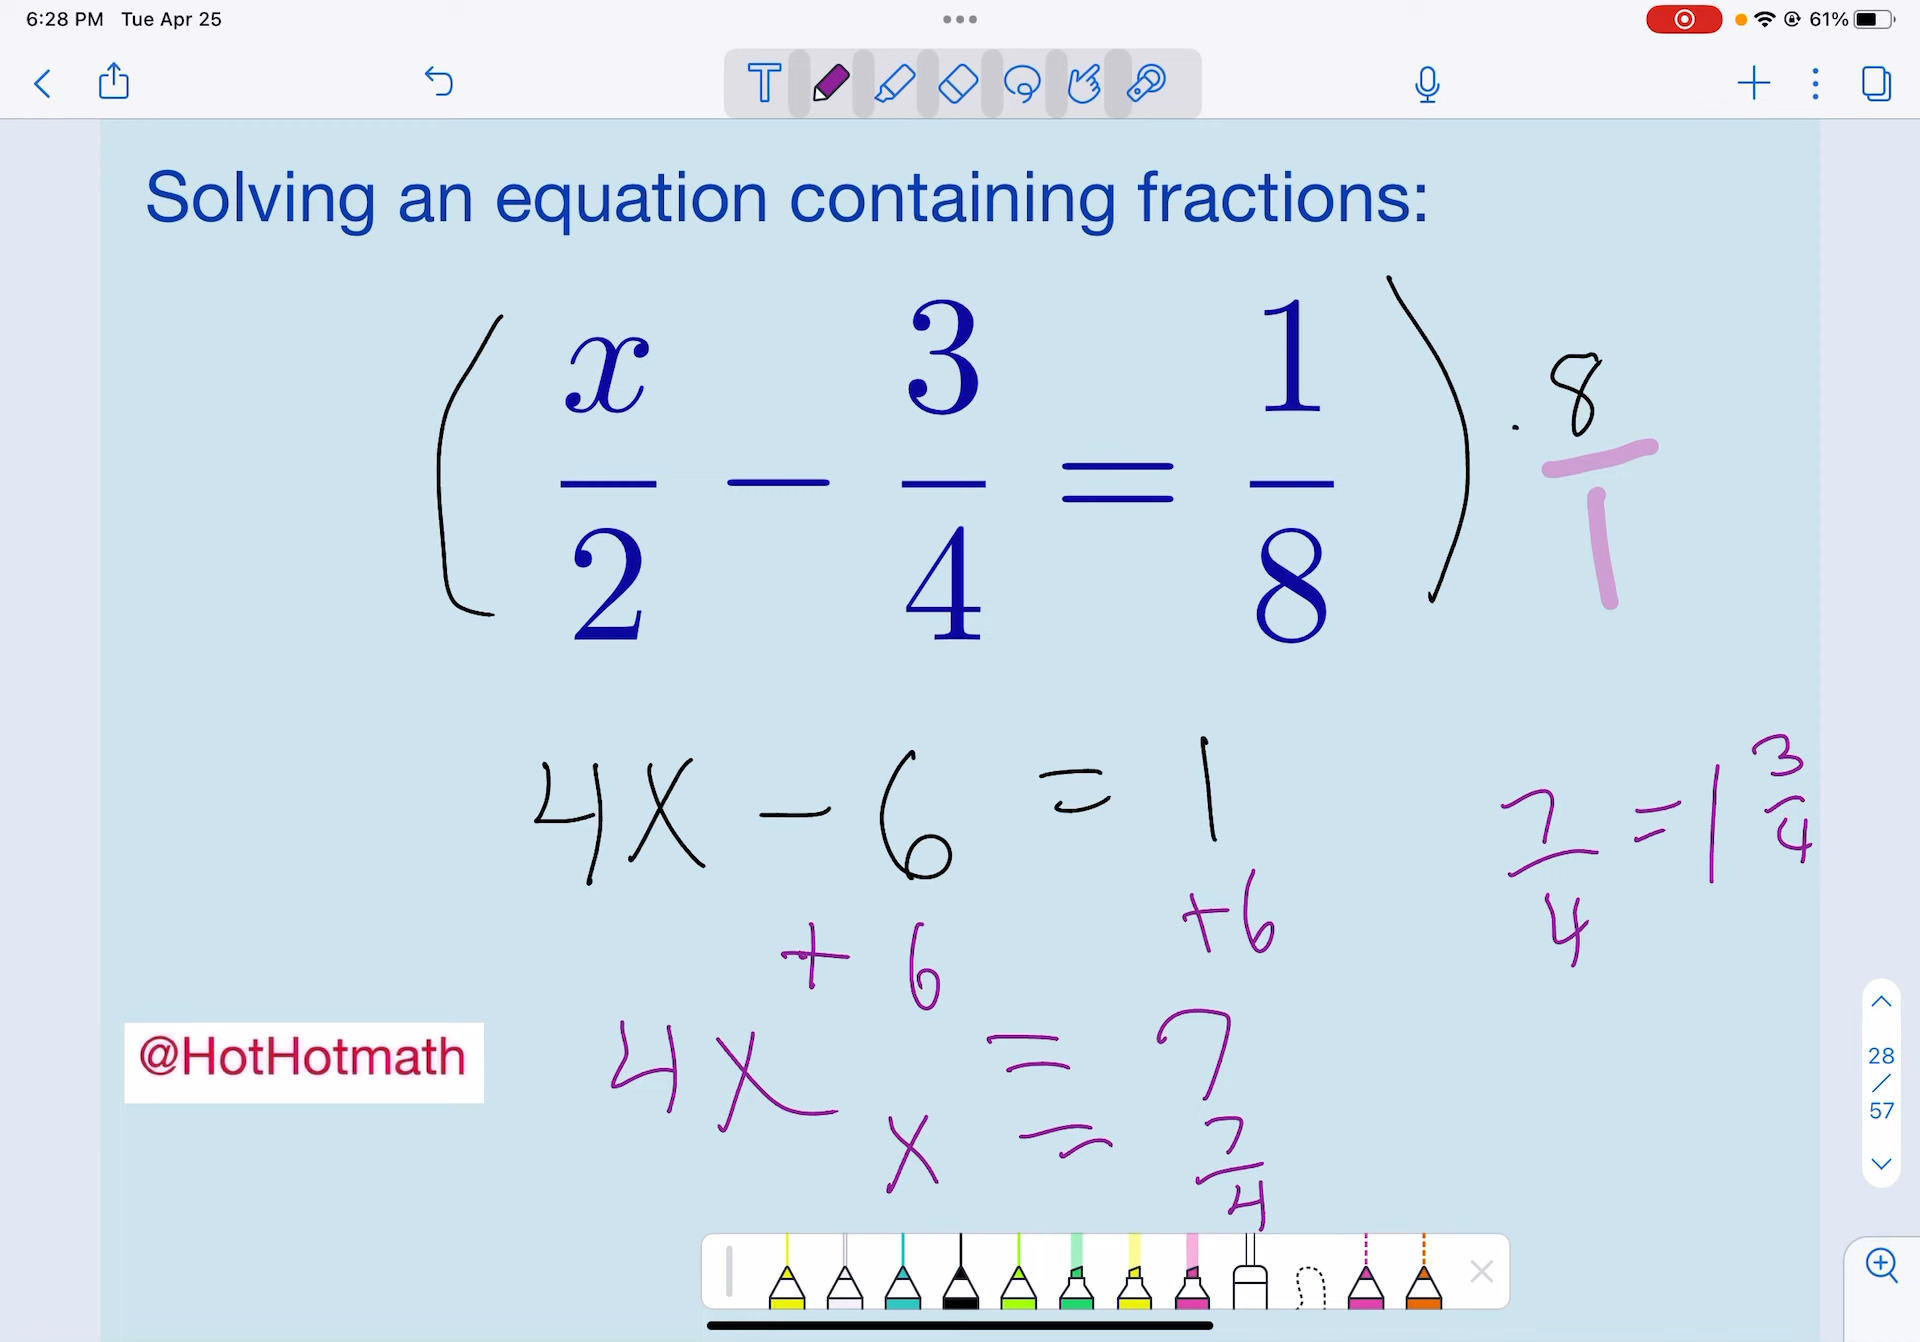 6:28 PM Tue Apr 25
61%
T
Solving an equation containing fractions:
( x/2 − 3/4 = 1/8 ) · 8/1
4x − 6 = 1
+ 6 +6
7/4 = 1 3/4
4x = 7
x = 7/4
@HotHotmath
28
/
57